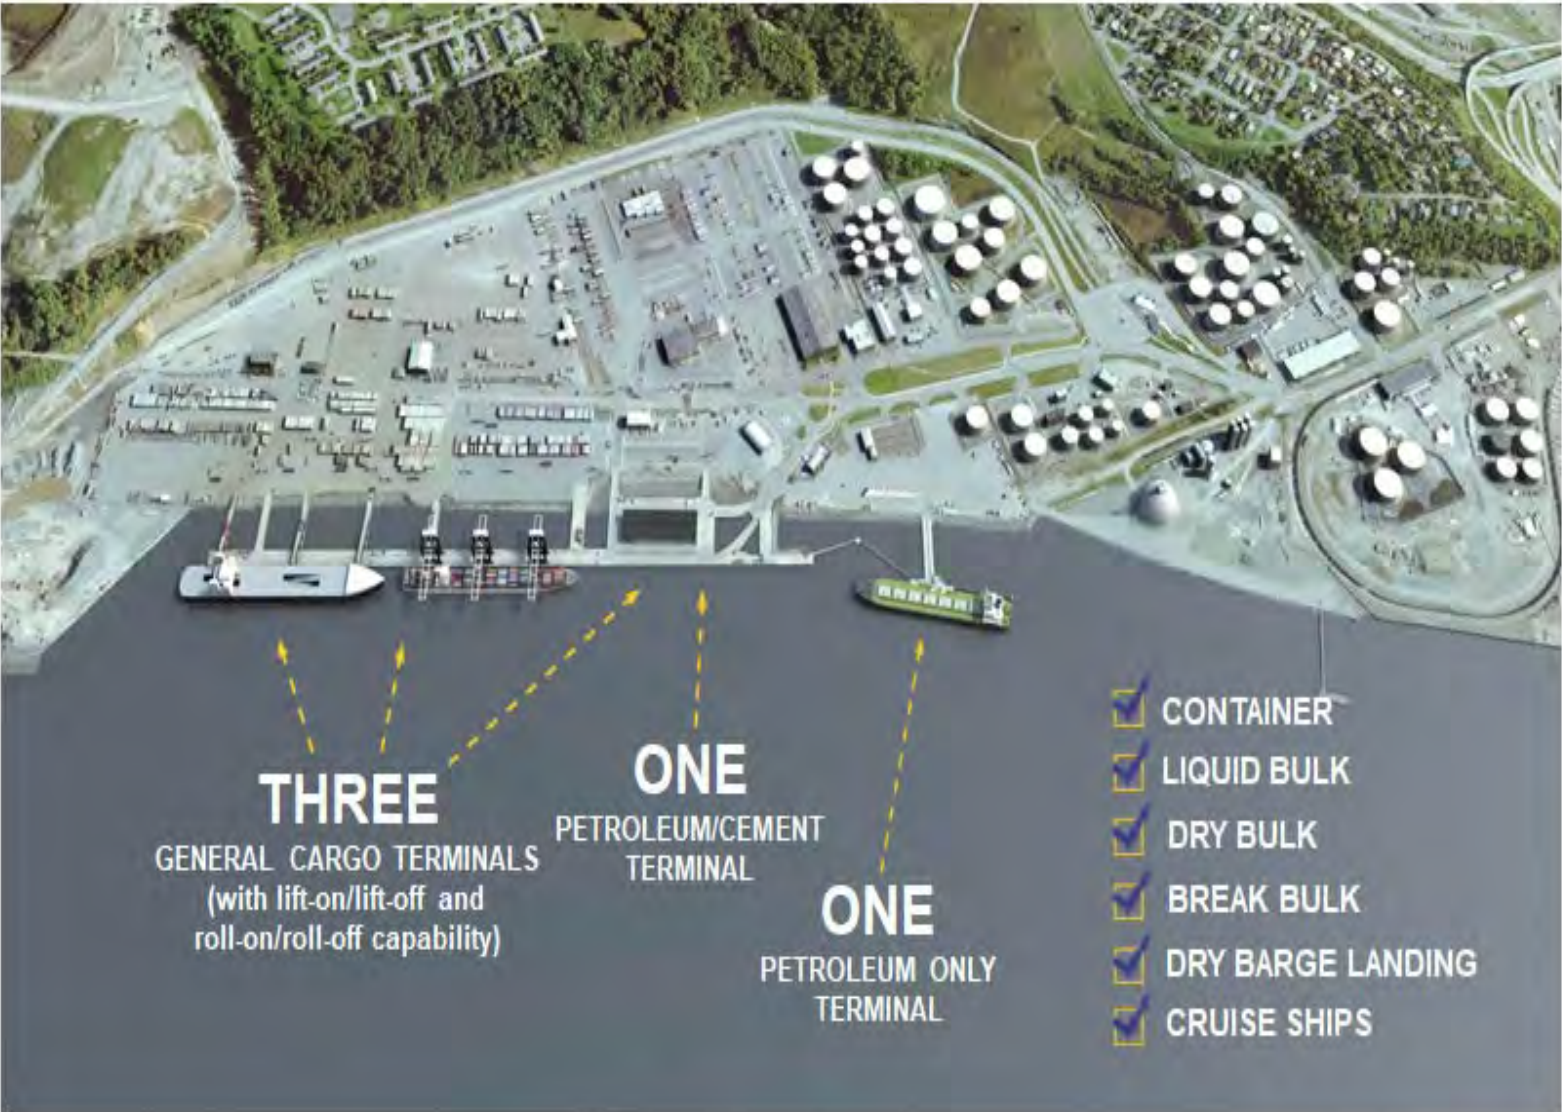 THREE
GENERAL CARGO TERMINALS
(with lift-on/lift-off and
roll-on/roll-off capability)
ONE
PETROLEUM/CEMENT
TERMINAL
ONE
PETROLEUM ONLY
TERMINAL
CONTAINER
LIQUID BULK
DRY BULK
BREAK BULK
DRY BARGE LANDING
CRUISE SHIPS